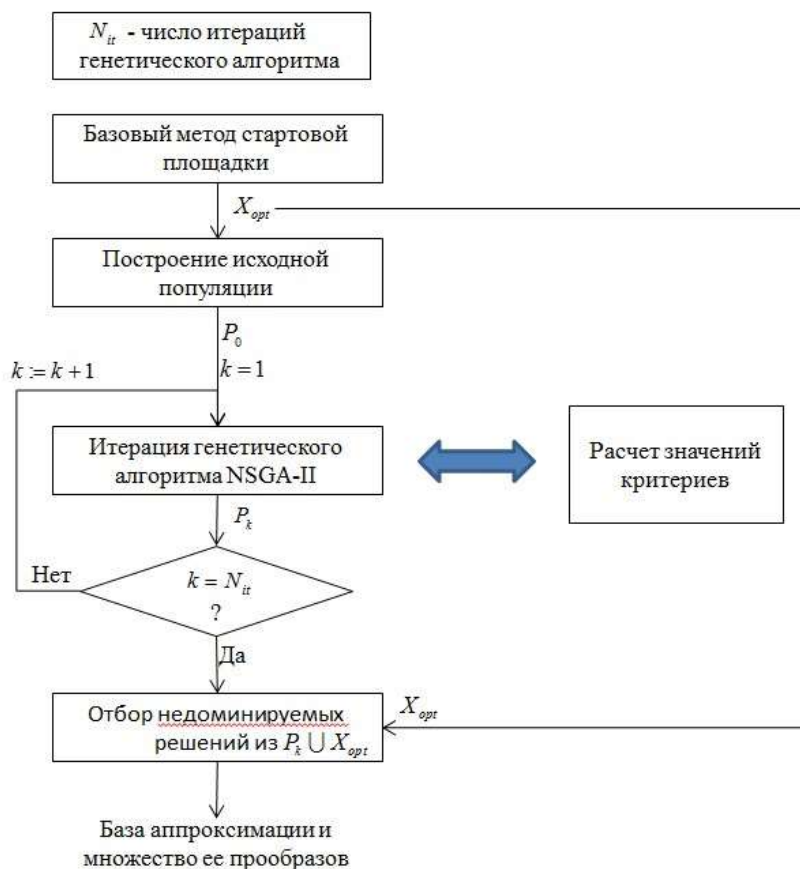 N_it - число итераций
генетического алгоритма
Базовый метод стартовой
площадки
X_opt
Построение исходной
популяции
P_0
k := k + 1
k = 1
Итерация генетического
алгоритма NSGA-II
Расчет значений
критериев
P_k
Нет
k = N_it
?
Да
Отбор недоминируемых
решений из P_k ∪ X_opt
X_opt
База аппроксимации и
множество ее прообразов